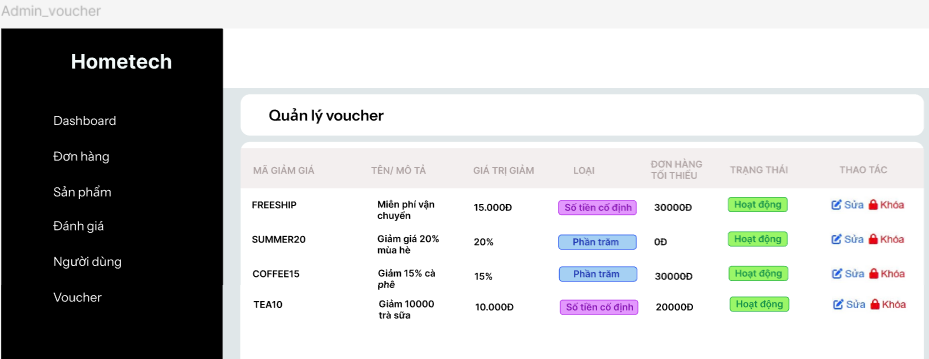 Admin_voucher
Hometech
Dashboard
Đơn hàng
Sản phẩm
Đánh giá
Người dùng
Voucher
Quản lý voucher
MÃ GIẢM GIÁ TÊN/ MÔ TẢ GIÁ TRỊ GIẢM LOẠI ĐƠN HÀNG TỐI THIỂU TRẠNG THÁI THAO TÁC
FREESHIP Miễn phí vận chuyển 15.000Đ Số tiền cố định 30000Đ Hoạt động Sửa Khóa
SUMMER20 Giảm giá 20% mùa hè 20% Phần trăm 0Đ Hoạt động Sửa Khóa
COFFEE15 Giảm 15% cà phê 15% Phần trăm 30000Đ Hoạt động Sửa Khóa
TEA10 Giảm 10000 trà sữa 10.000Đ Số tiền cố định 20000Đ Hoạt động Sửa Khóa